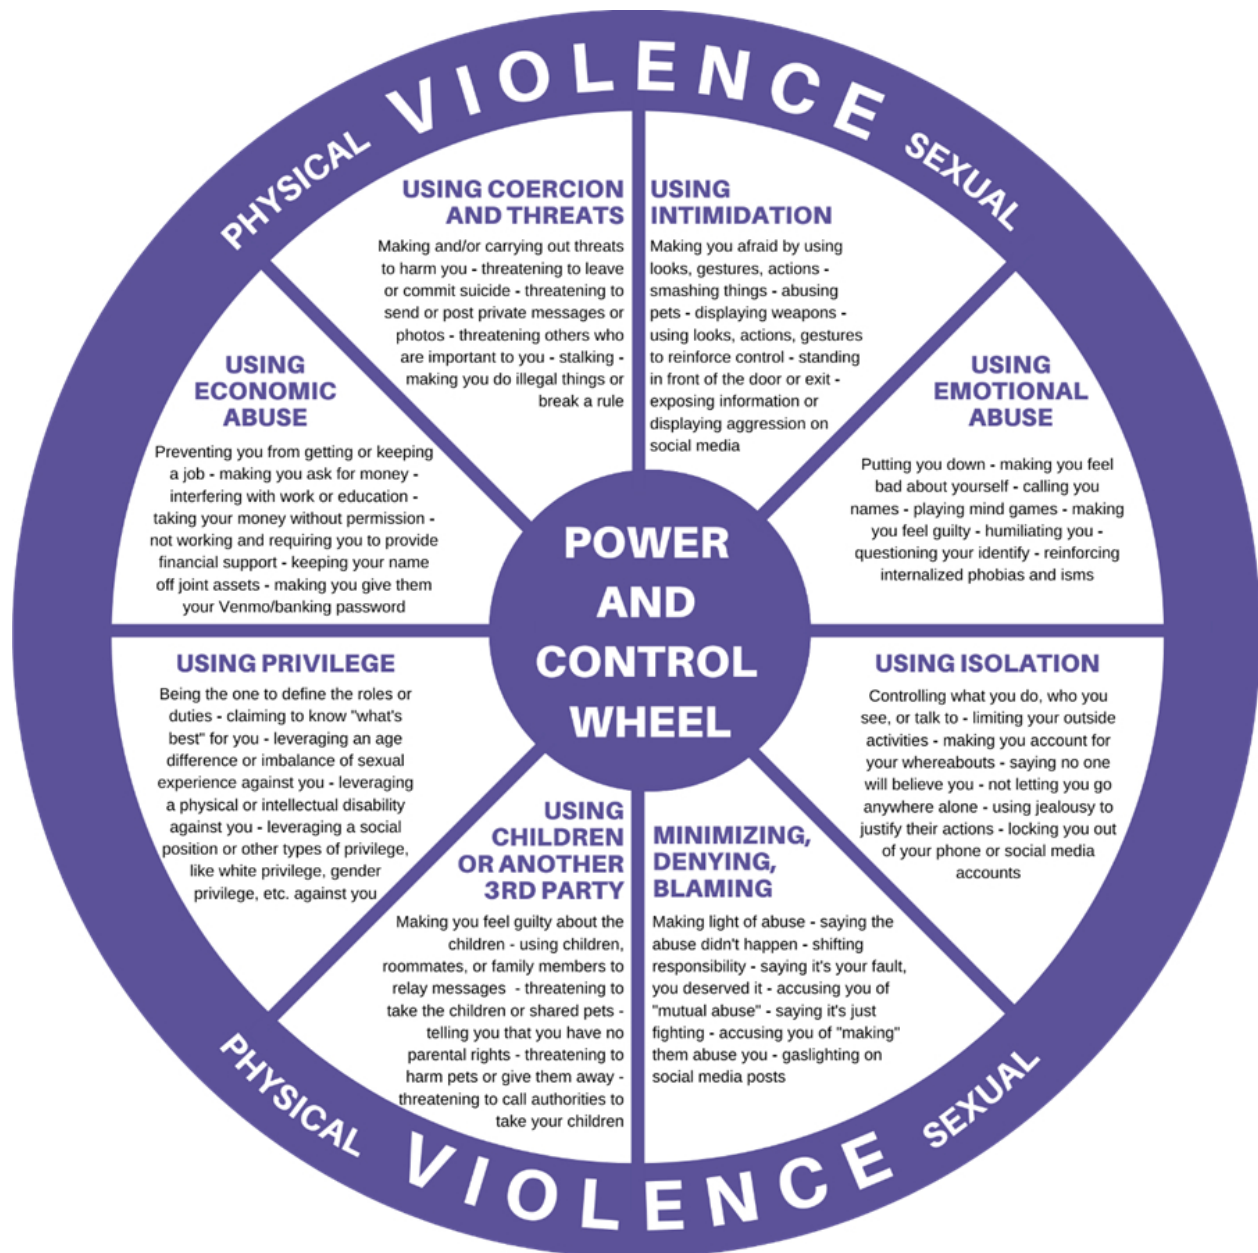 PHYSICAL VIOLENCE SEXUAL
USING COERCION
AND THREATS
Making and/or carrying out threats
to harm you - threatening to leave
or commit suicide - threatening to
send or post private messages or
photos - threatening others who
are important to you - stalking -
making you do illegal things or
break a rule
USING
INTIMIDATION
Making you afraid by using
looks, gestures, actions -
smashing things - abusing
pets - displaying weapons -
using looks, actions, gestures
to reinforce control - standing
in front of the door or exit -
exposing information or
displaying aggression on
social media
USING
EMOTIONAL
ABUSE
Putting you down - making you feel
bad about yourself - calling you
names - playing mind games - making
you feel guilty - humiliating you -
questioning your identify - reinforcing
internalized phobias and isms
USING ISOLATION
Controlling what you do, who you
see, or talk to - limiting your outside
activities - making you account for
your whereabouts - saying no one
will believe you - not letting you go
anywhere alone - using jealousy to
justify their actions - locking you out
of your phone or social media
accounts
MINIMIZING,
DENYING,
BLAMING
Making light of abuse - saying the
abuse didn't happen - shifting
responsibility - saying it's your fault,
you deserved it - accusing you of
"mutual abuse" - saying it's just
fighting - accusing you of "making"
them abuse you - gaslighting on
social media posts
USING
CHILDREN
OR ANOTHER
3RD PARTY
Making you feel guilty about the
children - using children,
roommates, or family members to
relay messages - threatening to
take the children or shared pets -
telling you that you have no
parental rights - threatening to
harm pets or give them away -
threatening to call authorities to
take your children
USING PRIVILEGE
Being the one to define the roles or
duties - claiming to know "what's
best" for you - leveraging an age
difference or imbalance of sexual
experience against you - leveraging
a physical or intellectual disability
against you - leveraging a social
position or other types of privilege,
like white privilege, gender
privilege, etc. against you
USING
ECONOMIC
ABUSE
Preventing you from getting or keeping
a job - making you ask for money -
interfering with work or education -
taking your money without permission -
not working and requiring you to provide
financial support - keeping your name
off joint assets - making you give them
your Venmo/banking password
POWER
AND
CONTROL
WHEEL
PHYSICAL VIOLENCE SEXUAL